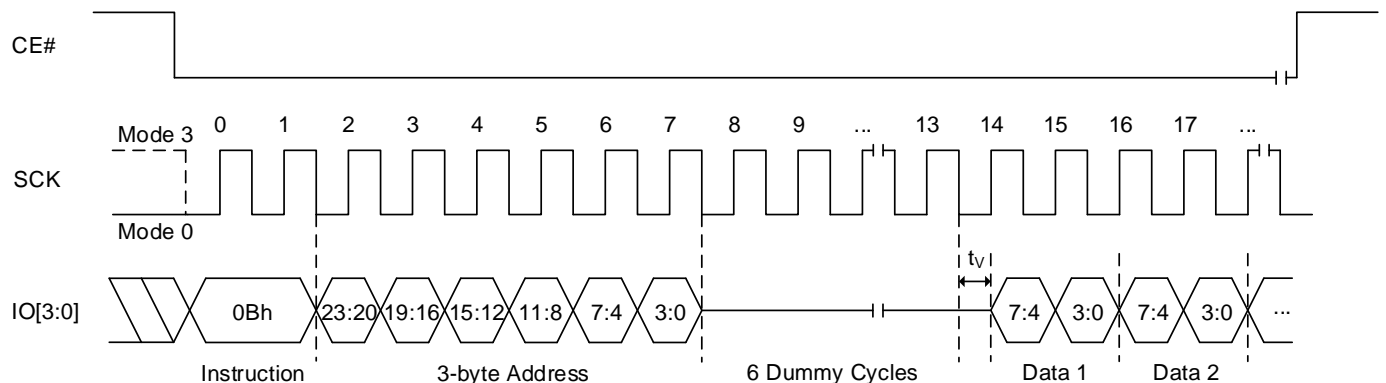 CE#
0 1 2 3 4 5 6 7 8 9 ... 13 14 15 16 17 ...
Mode 3
SCK
Mode 0
tV
IO[3:0] 0Bh 23:20 19:16 15:12 11:8 7:4 3:0 7:4 3:0 7:4 3:0 ...
Instruction 3-byte Address 6 Dummy Cycles Data 1 Data 2